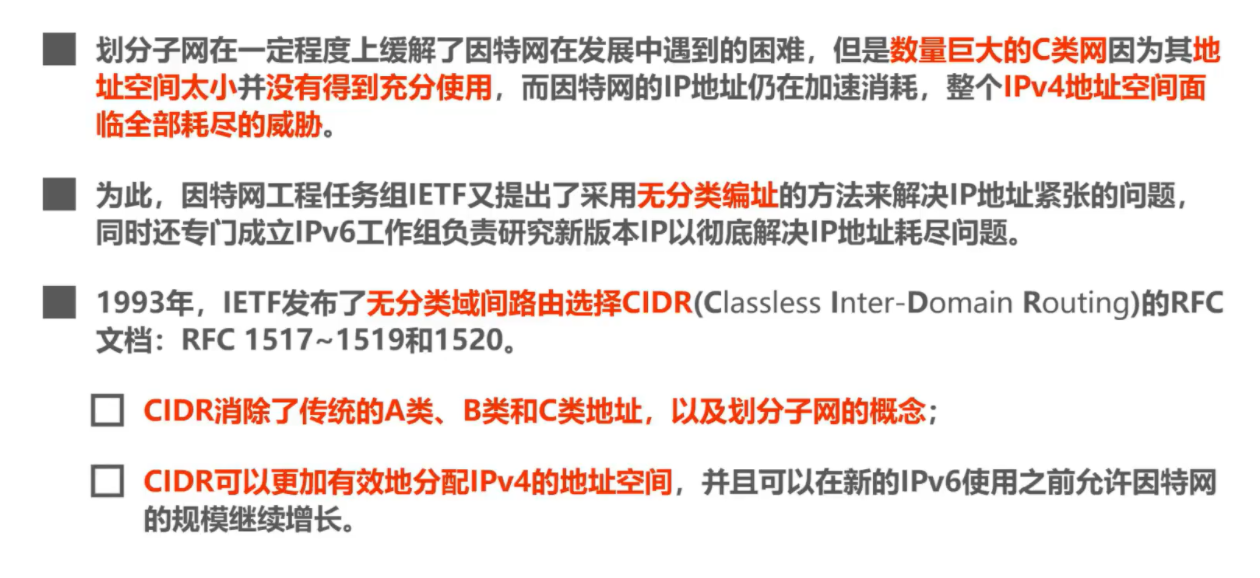 划分子网在一定程度上缓解了因特网在发展中遇到的困难，但是数量巨大的C类网因为其地
址空间太小并没有得到充分使用，而因特网的IP地址仍在加速消耗，整个IPv4地址空间面
临全部耗尽的威胁。
为此，因特网工程任务组IETF又提出了采用无分类编址的方法来解决IP地址紧张的问题，
同时还专门成立IPv6工作组负责研究新版本IP以彻底解决IP地址耗尽问题。
1993年，IETF发布了无分类域间路由选择CIDR(Classless Inter-Domain Routing)的RFC
文档：RFC 1517~1519和1520。
CIDR消除了传统的A类、B类和C类地址，以及划分子网的概念；
CIDR可以更加有效地分配IPv4的地址空间，并且可以在新的IPv6使用之前允许因特网
的规模继续增长。